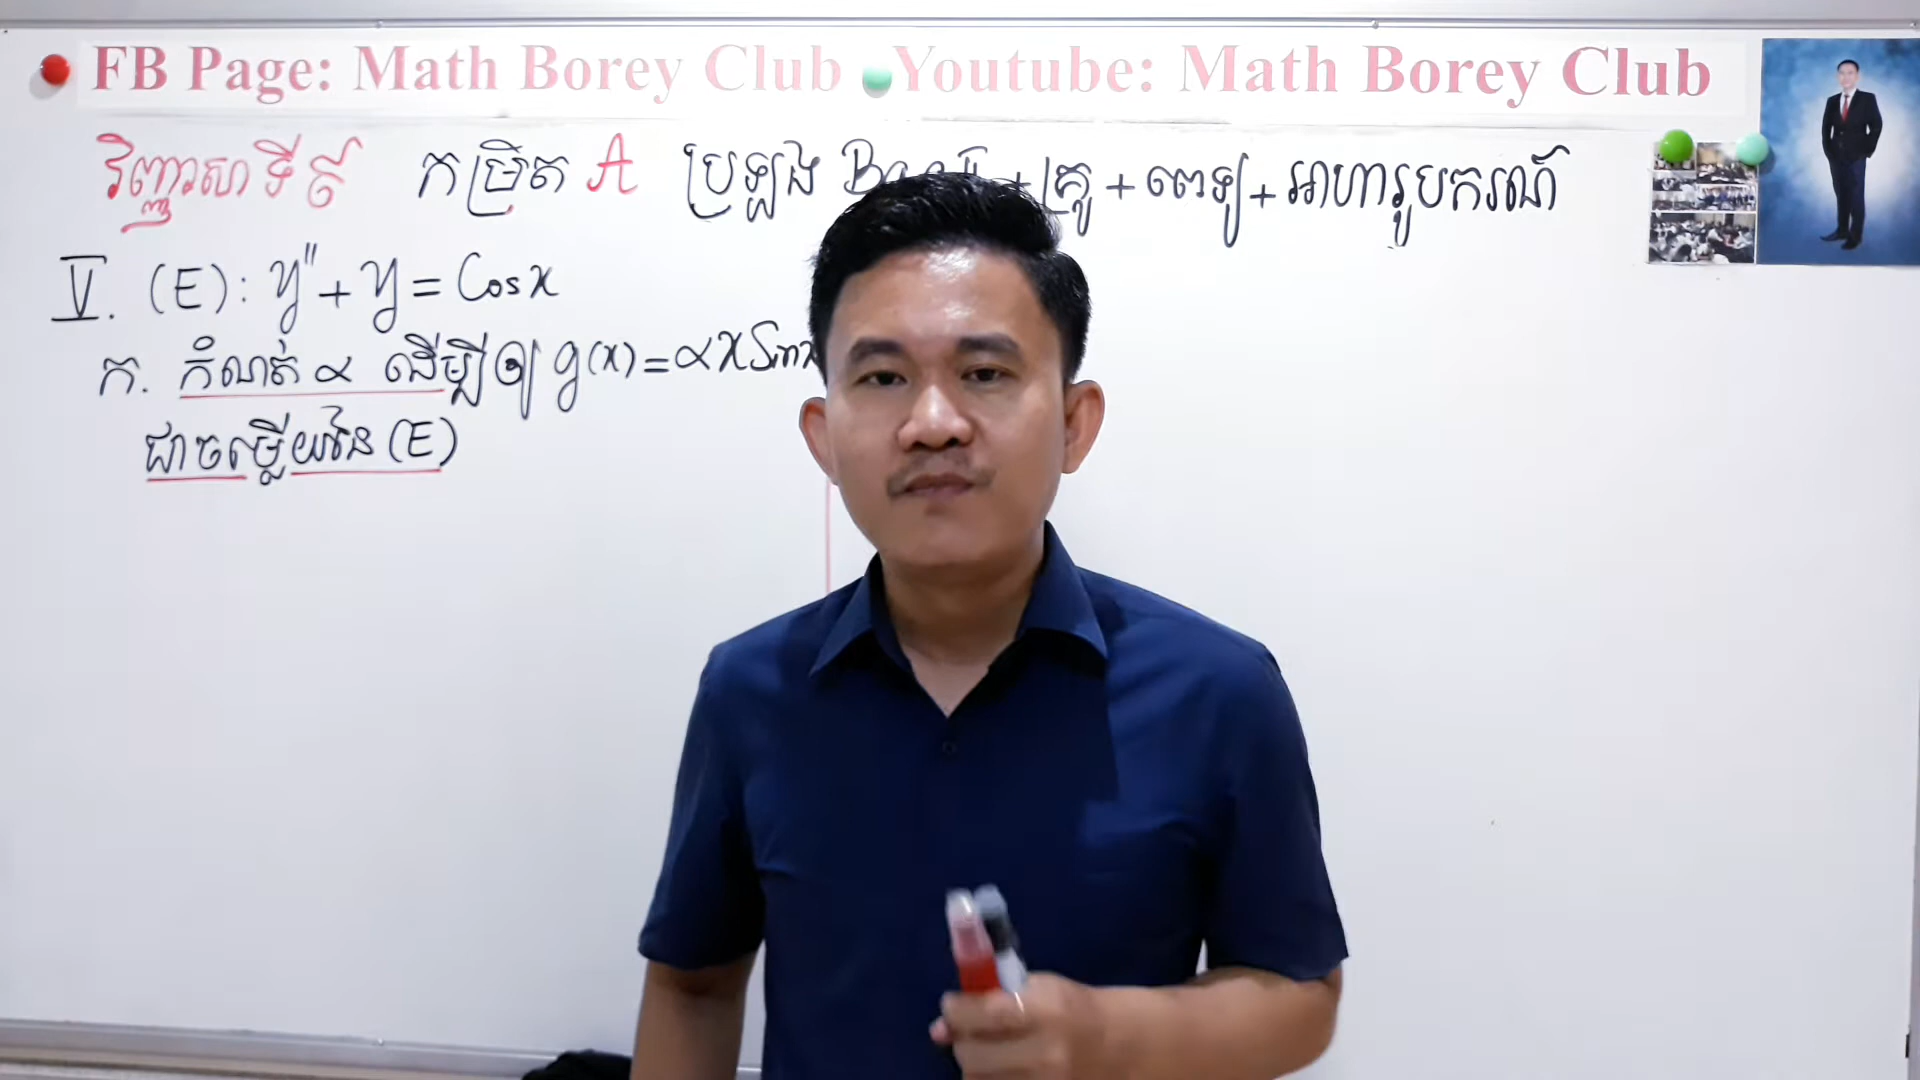 FB Page: Math Borey Club Youtube: Math Borey Club
វិញ្ញាសាទី៩ កម្រិត A ប្រឡង + គ្រូ + ពេទ្យ + អាហារូបករណ៍
V. (E): y" + y = Cos x
ក. កំណត់ α ដើម្បីឲ្យ g(x) = αx Sinx
ជាចម្លើយនៃ (E)